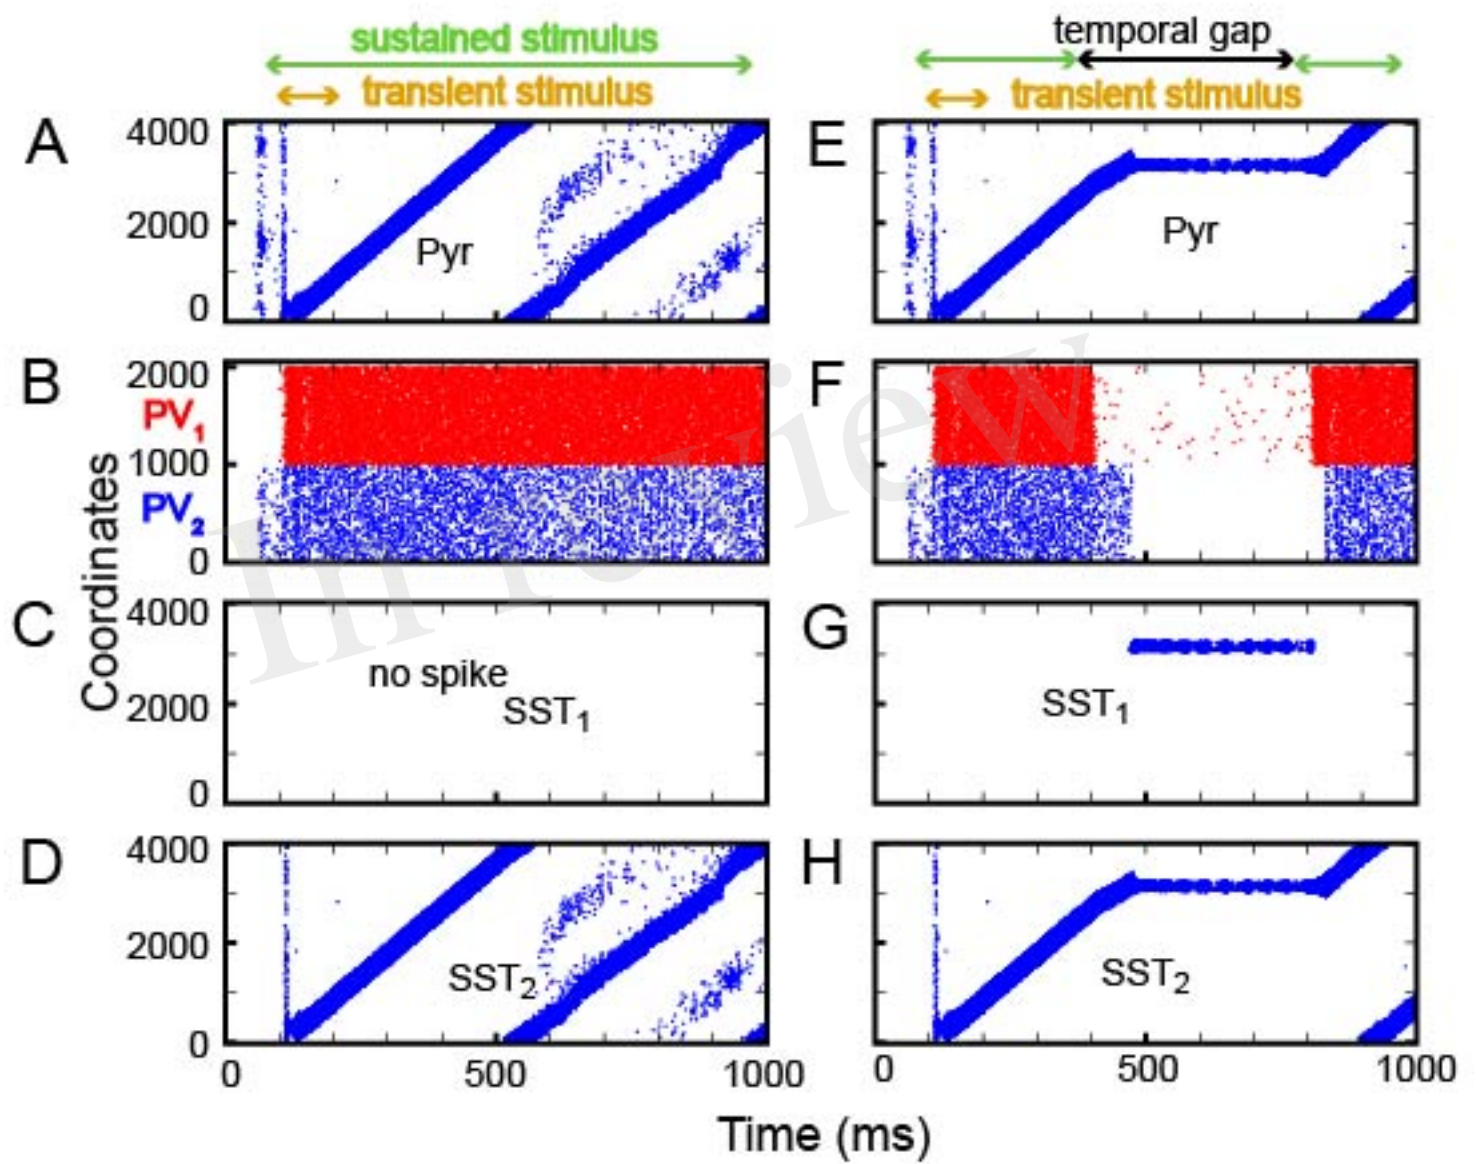 sustained stimulus
transient stimulus
temporal gap
transient stimulus
A
4000
2000
0
Pyr
E
Pyr
B
2000
PV1
1000
PV2
0
F
Coordinates
C
4000
2000
0
no spike
SST1
G
SST1
D
4000
2000
0
SST2
0
500
1000
H
SST2
0
500
1000
Time (ms)
In review